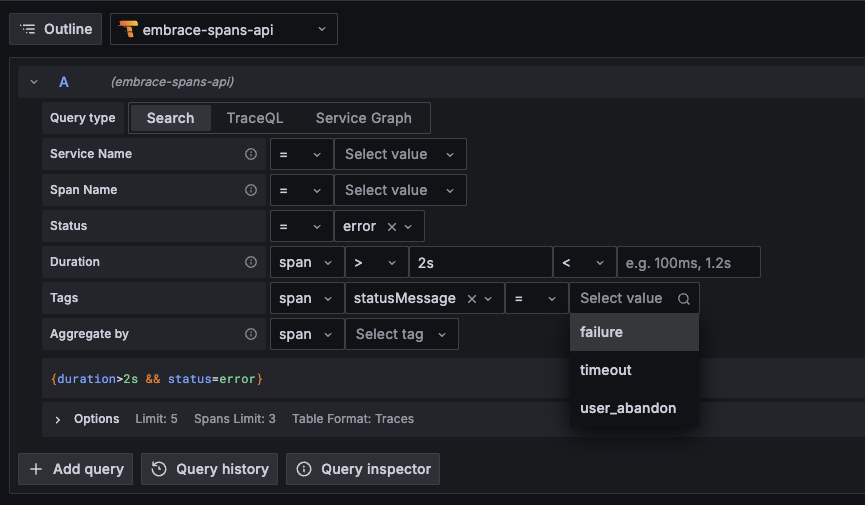 Outline embrace-spans-api
A (embrace-spans-api)
Query type Search TraceQL Service Graph
Service Name = Select value
Span Name = Select value
Status = error
Duration span > 2s < e.g. 100ms, 1.2s
Tags span statusMessage = Select value
failure
timeout
user_abandon
Aggregate by span Select tag
{duration>2s && status=error}
Options Limit: 5 Spans Limit: 3 Table Format: Traces
+ Add query Query history Query inspector